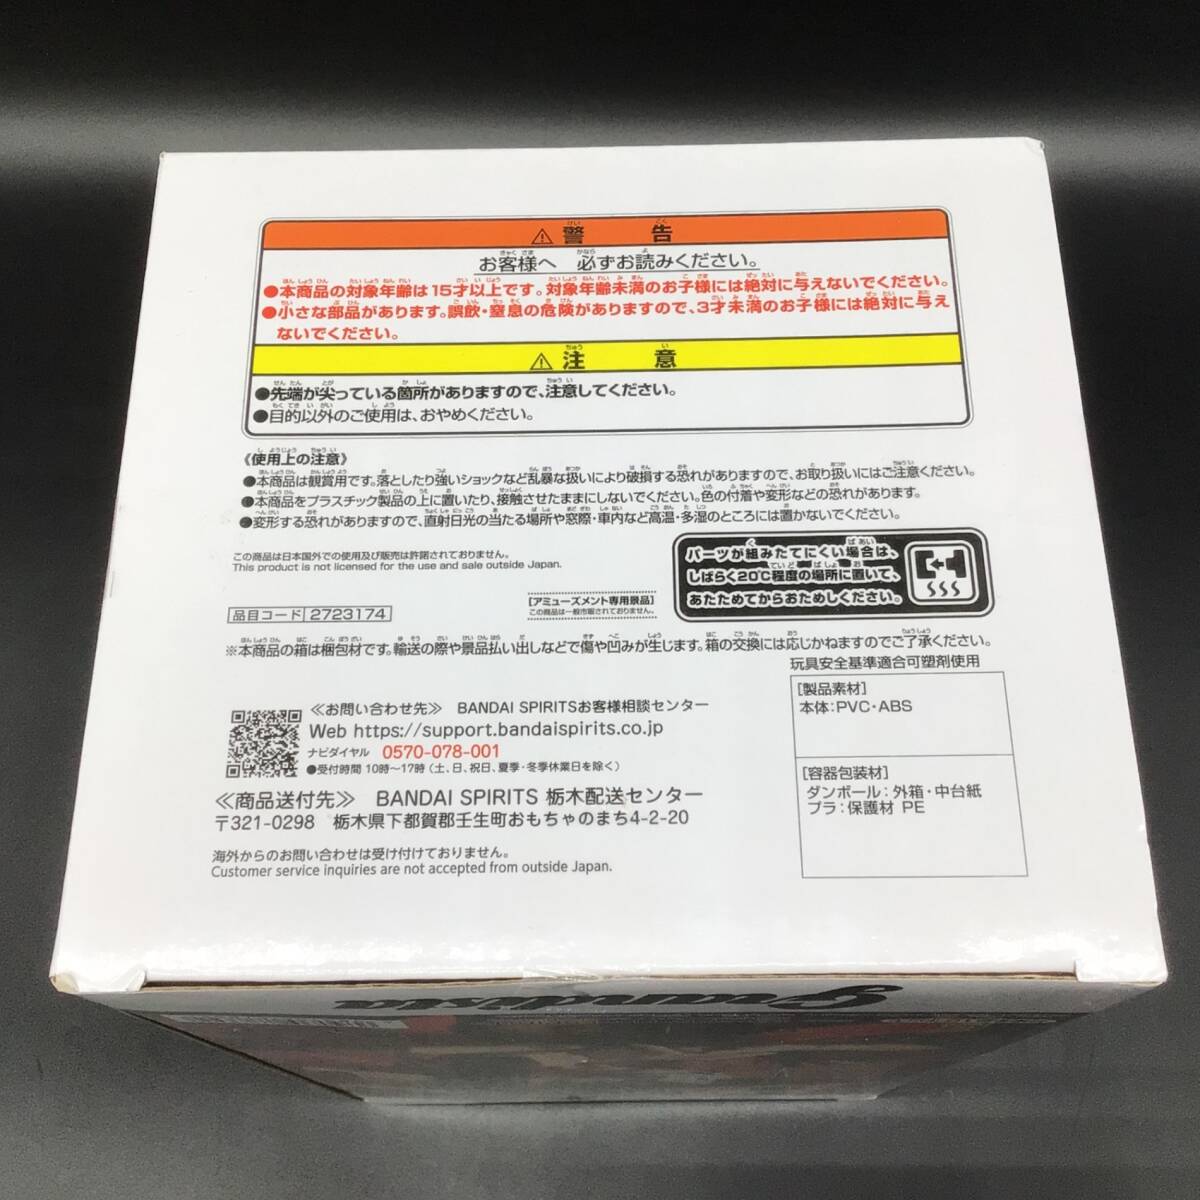 ⚠ 警告
お客様へ 必ずお読みください。
●本商品の対象年齢は15才以上です。対象年齢未満のお子様には絶対に与えないでください。
●小さな部品があります。誤飲・窒息の危険がありますので、3才未満のお子様には絶対に与え
ないでください。
⚠ 注意
●先端が尖っている箇所がありますので、注意してください。
●目的以外のご使用は、おやめください。
《使用上の注意》
●本商品は観賞用です。落としたり強いショックなど乱暴な扱いにより破損する恐れがありますので、お取り扱いにはご注意ください。
●本商品をプラスチック製品の上に置いたり、接触させたままにしないでください。色の付着や変形などの恐れがあります。
●変形する恐れがありますので、直射日光の当たる場所や窓際・車内など高温・多湿のところには置かないでください。
この商品は日本国外での使用及び販売は許諾されておりません。
This product is not licensed for the use and sale outside Japan.
パーツが組みたてにくい場合は、
しばらく20℃程度の場所に置いて、
あたためてからおためしください。
品目コード 2723174
[アミューズメント専用景品]
この商品は一般市販されておりません。
※本商品の箱は梱包材です。輸送の際や景品払い出しなどで傷や凹みが生じます。箱の交換には応じかねますのでご了承ください。
玩具安全基準適合可塑剤使用
[製品素材]
本体:PVC・ABS
[容器包装材]
ダンボール:外箱・中台紙
プラ:保護材 PE
≪お問い合わせ先≫ BANDAI SPIRITSお客様相談センター
Web https://support.bandaispirits.co.jp
ナビダイヤル 0570-078-001
●受付時間 10時~17時(土、日、祝日、夏季・冬季休業日を除く)
≪商品送付先≫ BANDAI SPIRITS 栃木配送センター
〒321-0298 栃木県下都賀郡壬生町おもちゃのまち4-2-20
海外からのお問い合わせは受け付けておりません。
Customer service inquiries are not accepted from outside Japan.
Grandista